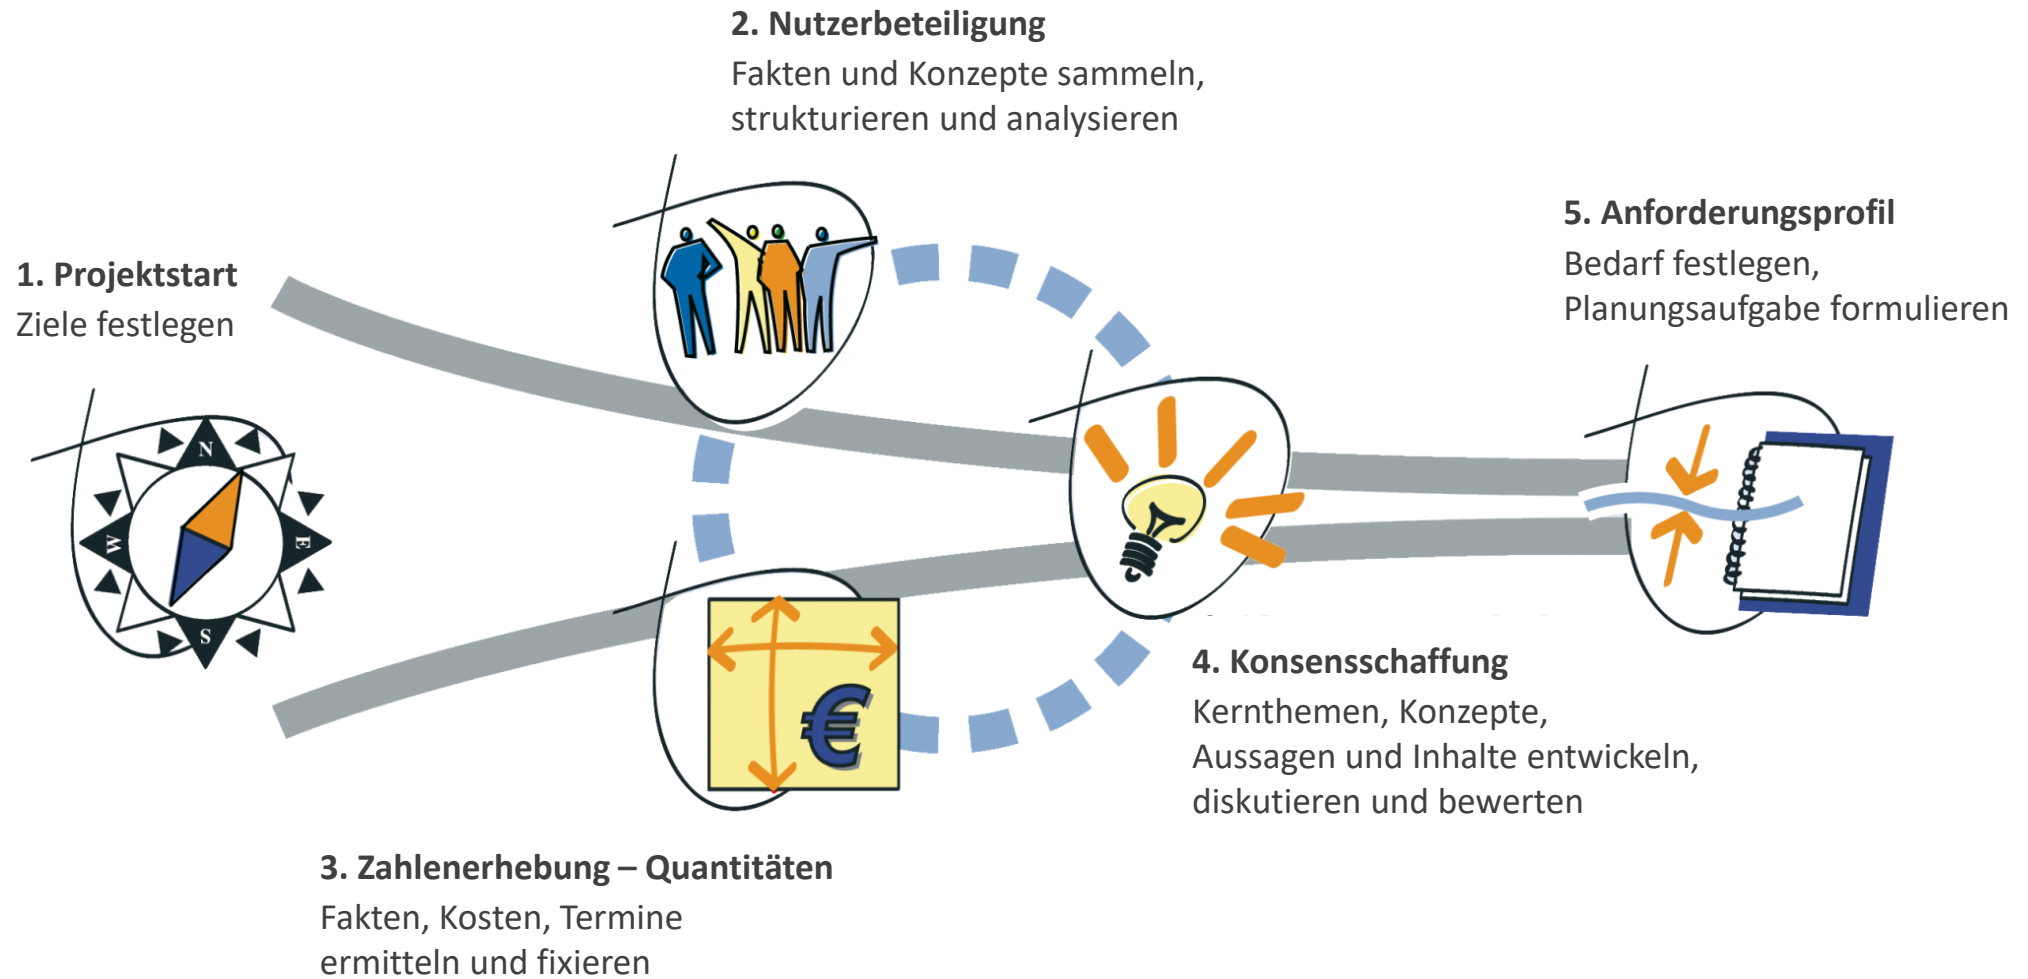 1. Projektstart
Ziele festlegen
2. Nutzerbeteiligung
Fakten und Konzepte sammeln,
strukturieren und analysieren
3. Zahlenerhebung – Quantitäten
Fakten, Kosten, Termine
ermitteln und fixieren
4. Konsensschaffung
Kernthemen, Konzepte,
Aussagen und Inhalte entwickeln,
diskutieren und bewerten
5. Anforderungsprofil
Bedarf festlegen,
Planungsaufgabe formulieren
N
W
E
S
€